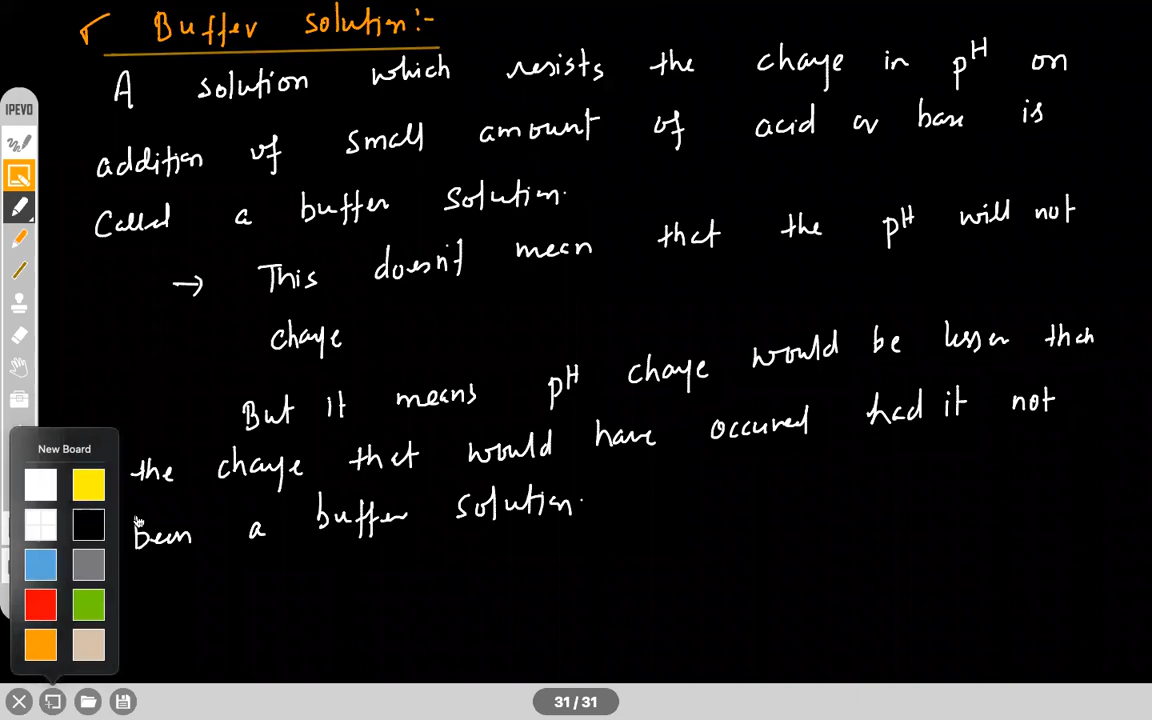 Buffer solution:-
A solution which resists the change in pH on
addition of small amount of acid or base is
Called a buffer solution.
→ This doesn't mean that the pH will not
change
But it means pH change would be lesser than
the change that would have occured had it not
been a buffer solution.
IPEVO
New Board
31 / 31